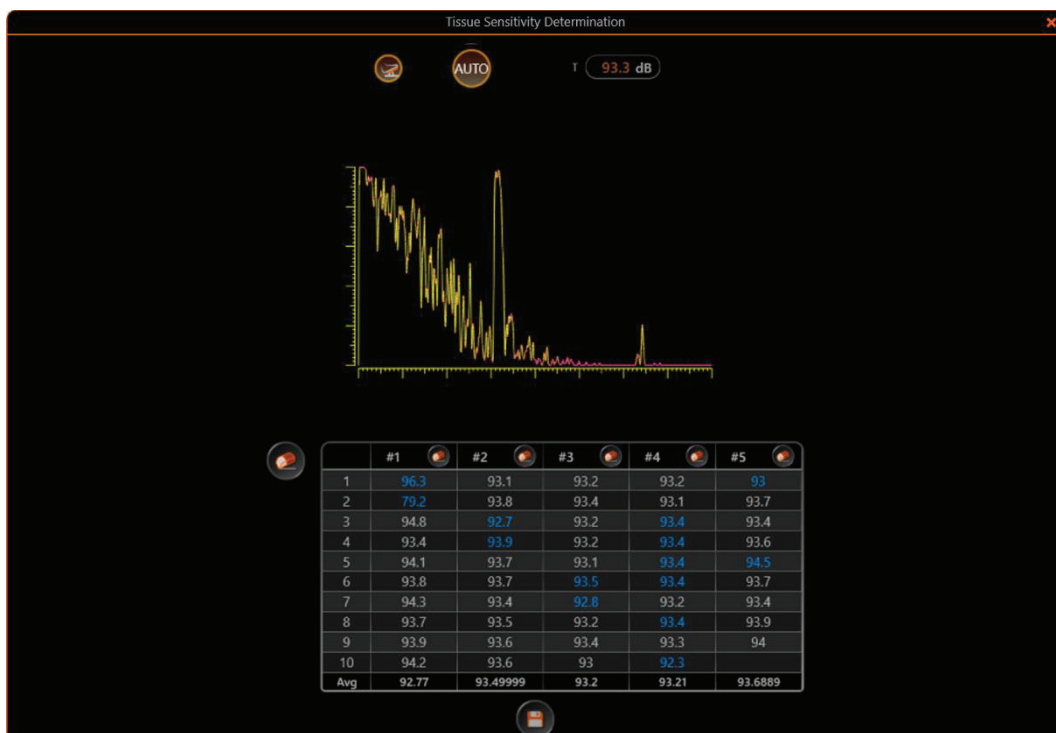 Tissue Sensitivity Determination
AUTO T 93.3 dB
#1 #2 #3 #4 #5
1 96.3 93.1 93.2 93.2 93
2 79.2 93.8 93.4 93.1 93.7
3 94.8 92.7 93.2 93.4 93.4
4 93.4 93.9 93.2 93.4 93.6
5 94.1 93.7 93.1 93.4 94.5
6 93.8 93.7 93.5 93.4 93.7
7 94.3 93.4 92.8 93.2 93.4
8 93.7 93.5 93.2 93.4 93.9
9 93.9 93.6 93.4 93.3 94
10 94.2 93.6 93 92.3
Avg 92.77 93.49999 93.2 93.21 93.6889